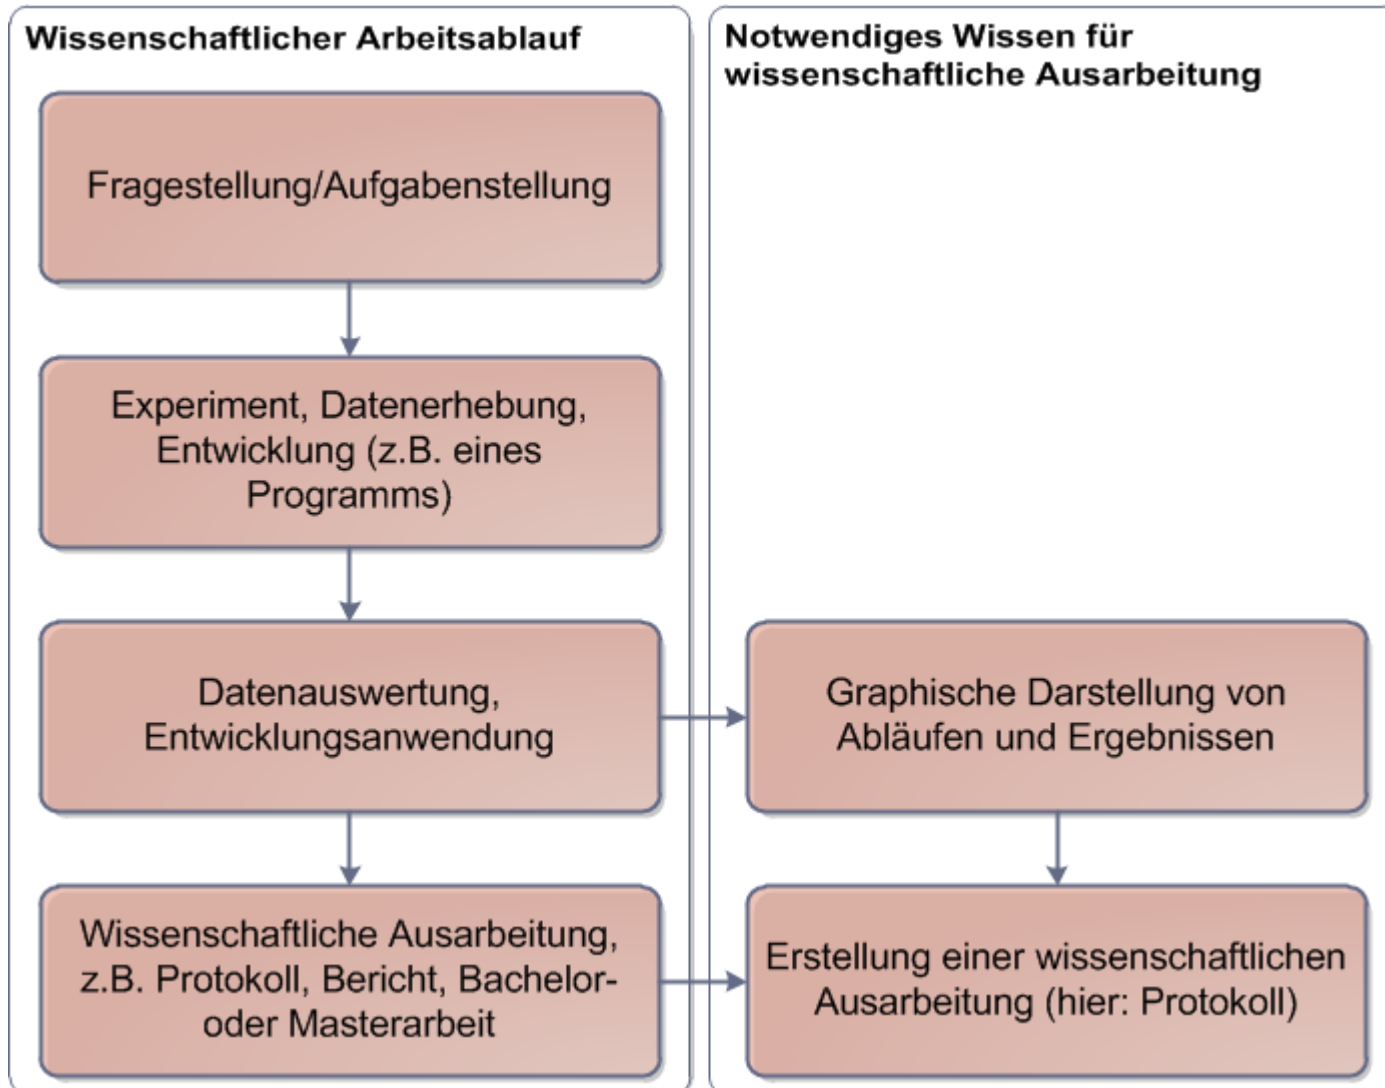 Wissenschaftlicher Arbeitsablauf
Fragestellung/Aufgabenstellung
Experiment, Datenerhebung,
Entwicklung (z.B. eines
Programms)
Datenauswertung,
Entwicklungsanwendung
Wissenschaftliche Ausarbeitung,
z.B. Protokoll, Bericht, Bachelor-
oder Masterarbeit
Notwendiges Wissen für
wissenschaftliche Ausarbeitung
Graphische Darstellung von
Abläufen und Ergebnissen
Erstellung einer wissenschaftlichen
Ausarbeitung (hier: Protokoll)